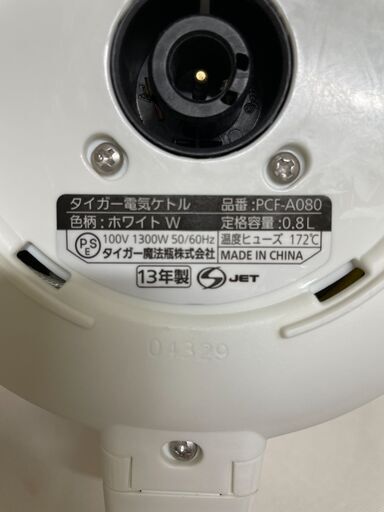 タイガー電気ケトル 品番:PCF-A080
色柄:ホワイト W 定格容量:0.8L
PSE 100V 1300W 50/60Hz 温度ヒューズ 172℃
タイガー魔法瓶株式会社 MADE IN CHINA
13年製 S JET
04329